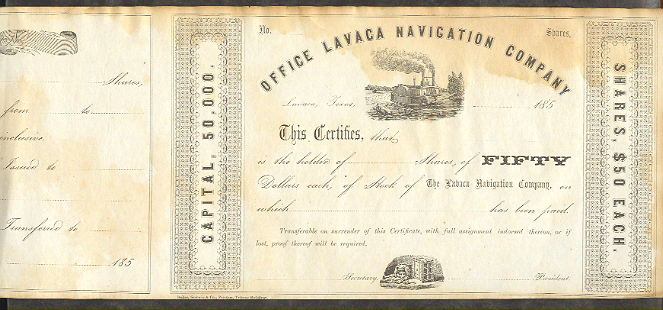 Shares,
from to
onclusive.
Issued to
Transferred to
185
CAPITAL, 50,000.
No. Shares.
OFFICE LAVACA NAVIGATION COMPANY
Lavaca, Texas, 185
This Certifies, that
is the holder of Shares, of FIFTY
Dollars each, of Stock of The Lavaca Navigation Company, on
which has been paid.
Transferable on surrender of this Certificate, with full assignment indorsed thereon, or if
lost, proof thereof will be required.
Secretary. President.
SHARES, $50 EACH.